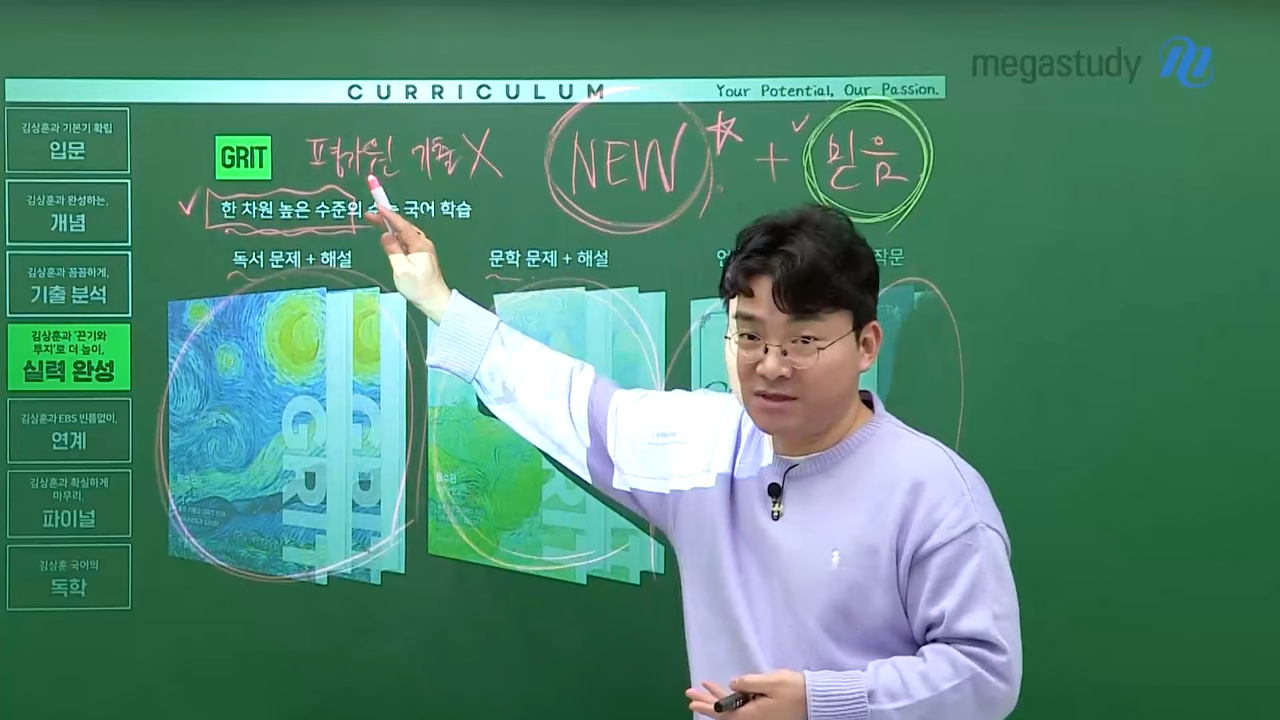 megastudy
CURRICULUM
Your Potential, Our Passion.
김상훈과 기본기 확립
입문
김상훈과 완성하는,
개념
김상훈과 꼼꼼하게,
기출 분석
김상훈과 '끈기와
투지'로 더 높이,
실력 완성
김상훈과 EBS 빈틈없이,
연계
김상훈과 확실하게
마무리,
파이널
김상훈 국어의
독학
GRIT
평가원 기출 X
NEW
+
믿음
한 차원 높은 수준의 국어 학습
독서 문제 + 해설
문학 문제 + 해설
작문
GRIT
GRIT